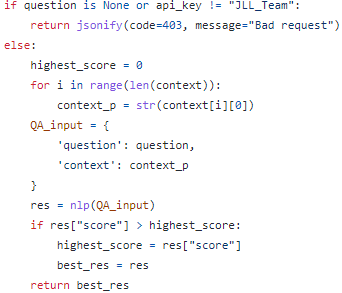 if question is None or api_key != "JLL_Team":
    return jsonify(code=403, message="Bad request")
else:
    highest_score = 0
    for i in range(len(context)):
        context_p = str(context[i][0])
    QA_input = {
        'question': question,
        'context': context_p
    }
    res = nlp(QA_input)
    if res["score"] > highest_score:
        highest_score = res["score"]
        best_res = res
    return best_res